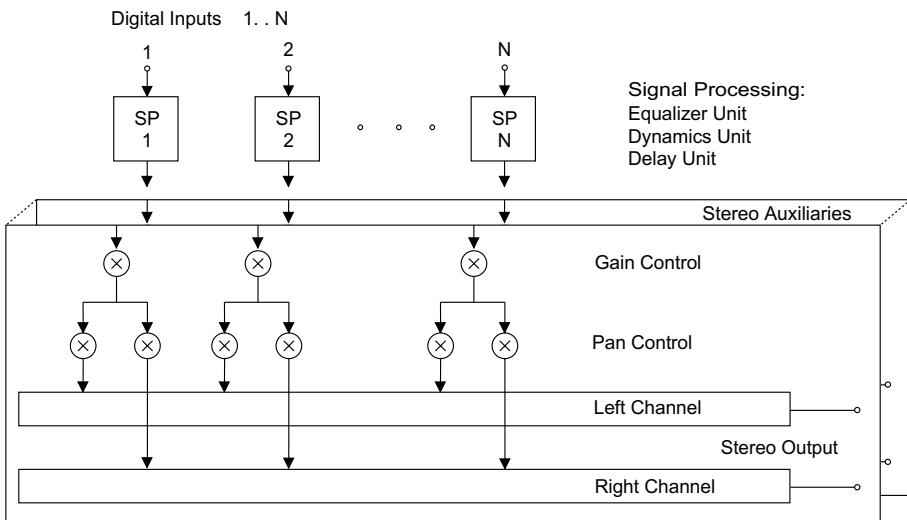 Digital Inputs 1. . N
1 2 N
Signal Processing:
SP 1
SP 2
SP N
Equalizer Unit
Dynamics Unit
Delay Unit
Stereo Auxiliaries
Gain Control
Pan Control
Left Channel
Stereo Output
Right Channel